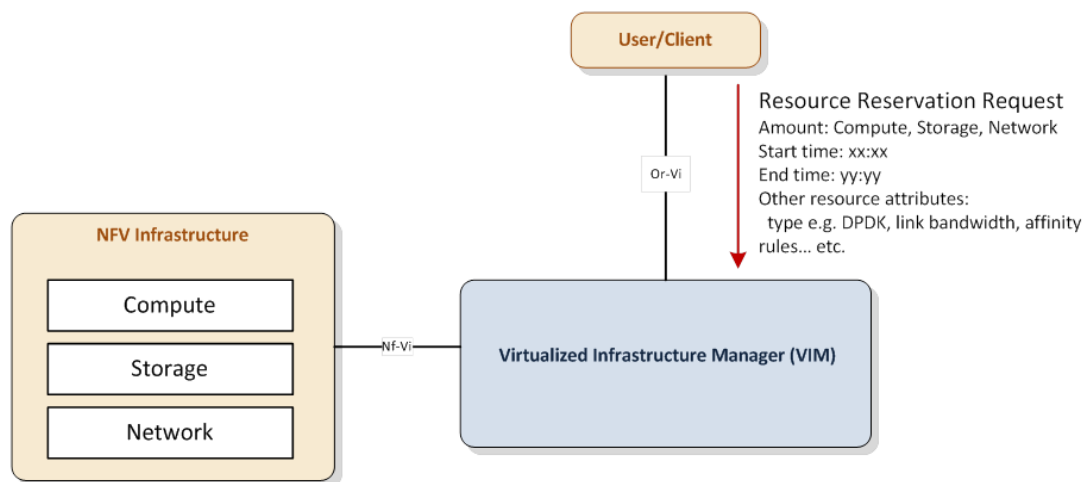 User/Client
Resource Reservation Request
Amount: Compute, Storage, Network
Start time: xx:xx
End time: yy:yy
Other resource attributes:
type e.g. DPDK, link bandwidth, affinity
rules... etc.
Or-Vi
NFV Infrastructure
Compute
Storage
Network
Nf-Vi
Virtualized Infrastructure Manager (VIM)